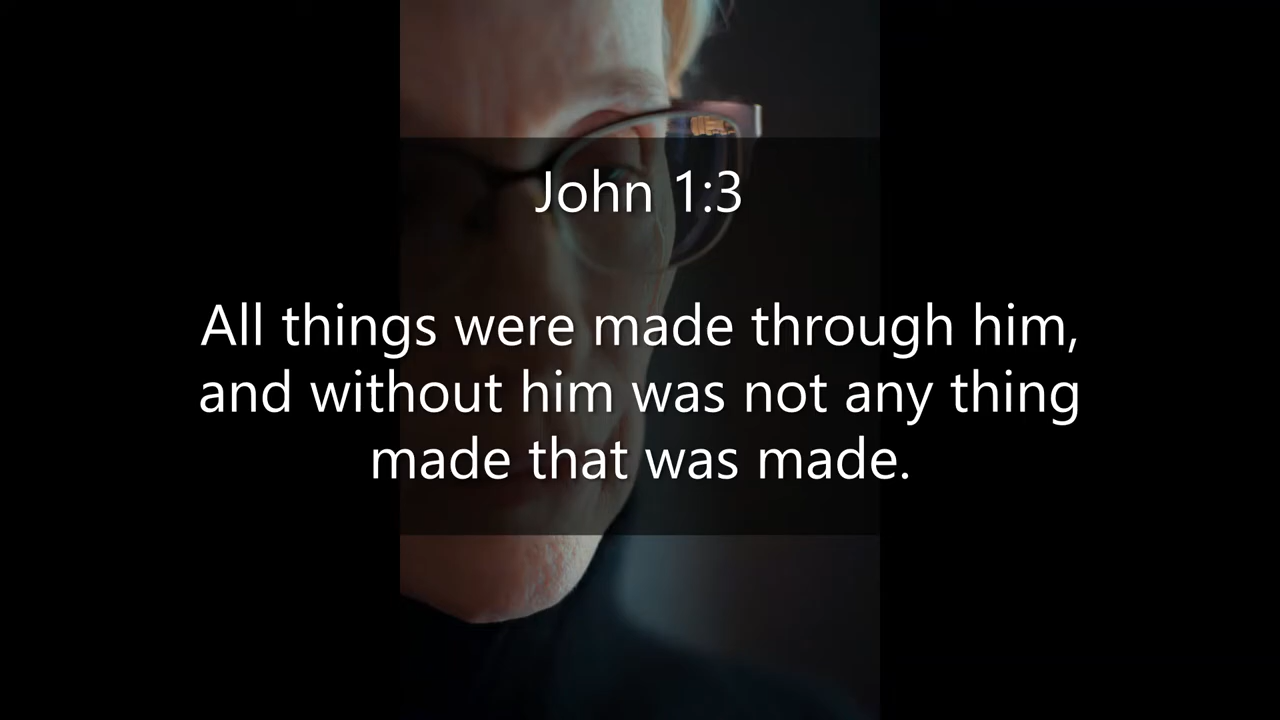 John 1:3
All things were made through him,
and without him was not any thing
made that was made.